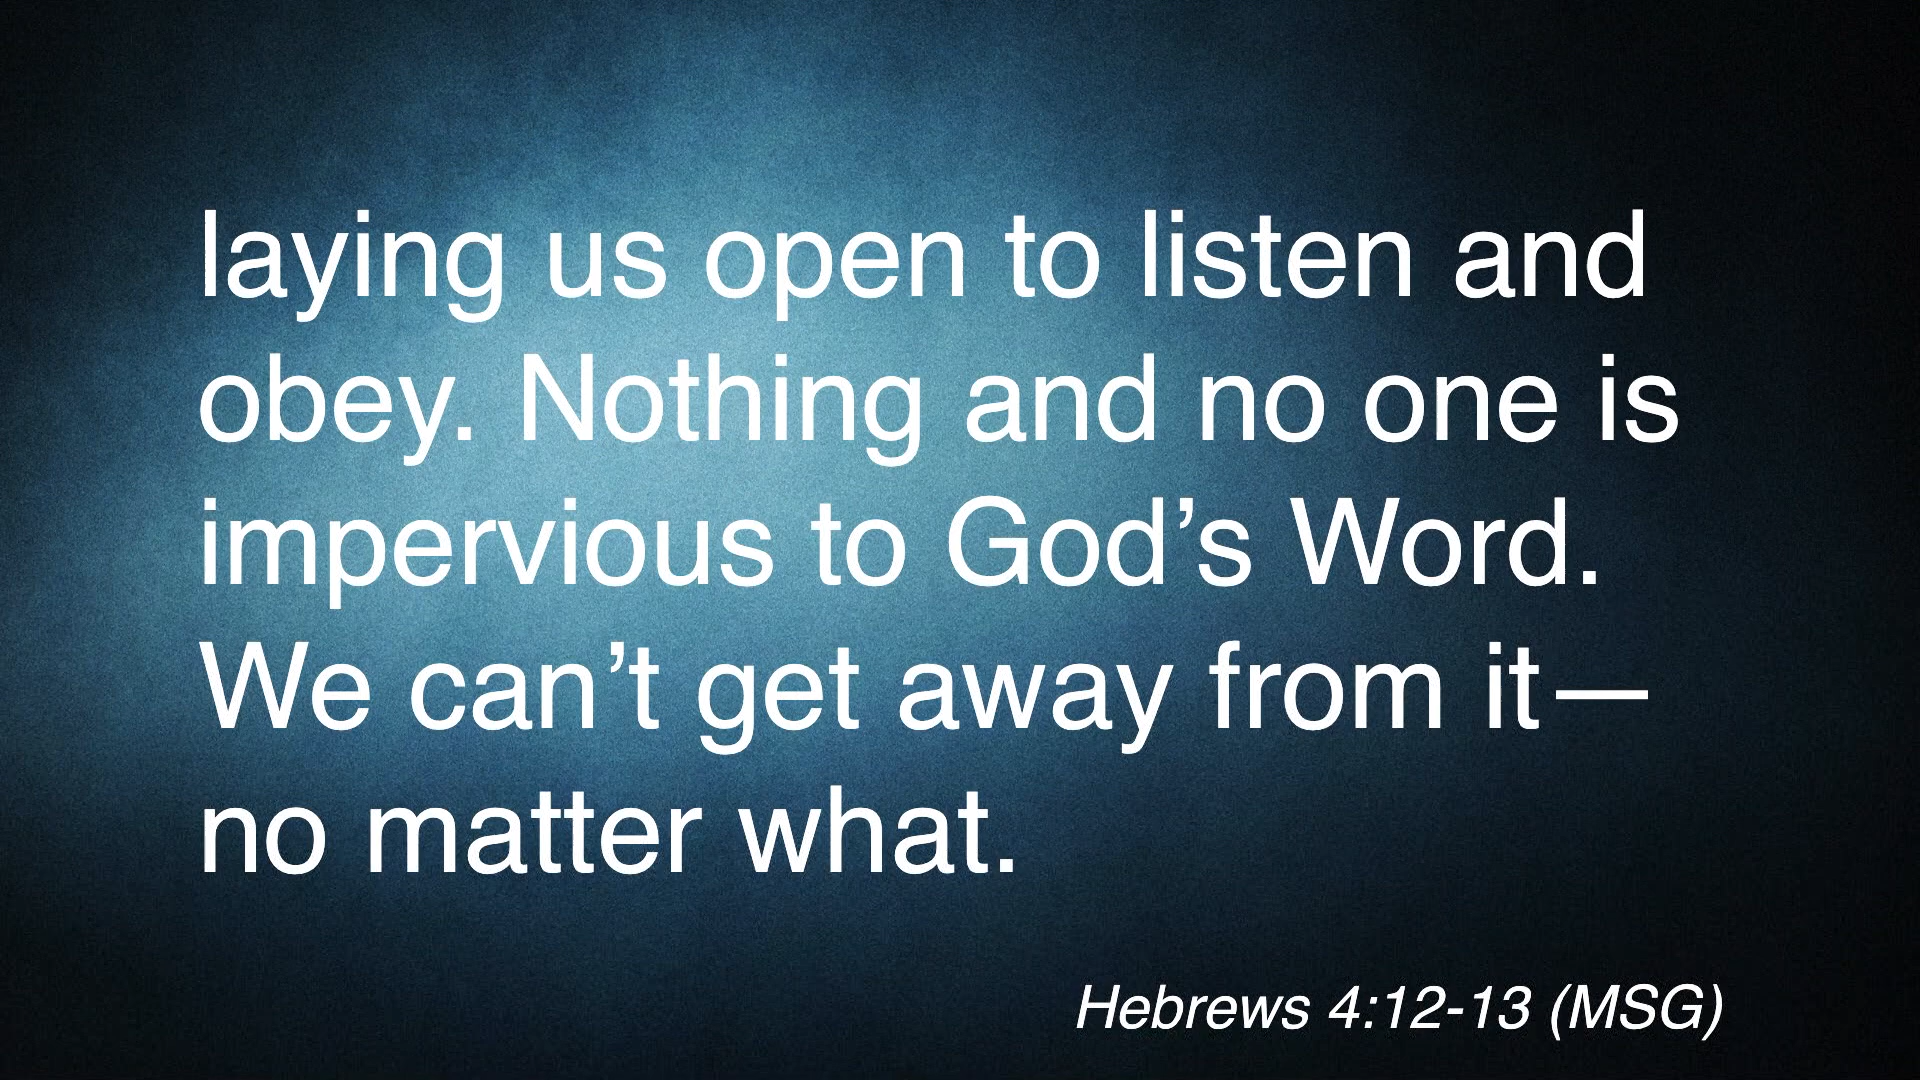 laying us open to listen and
obey. Nothing and no one is
impervious to God’s Word.
We can’t get away from it—
no matter what.
Hebrews 4:12-13 (MSG)